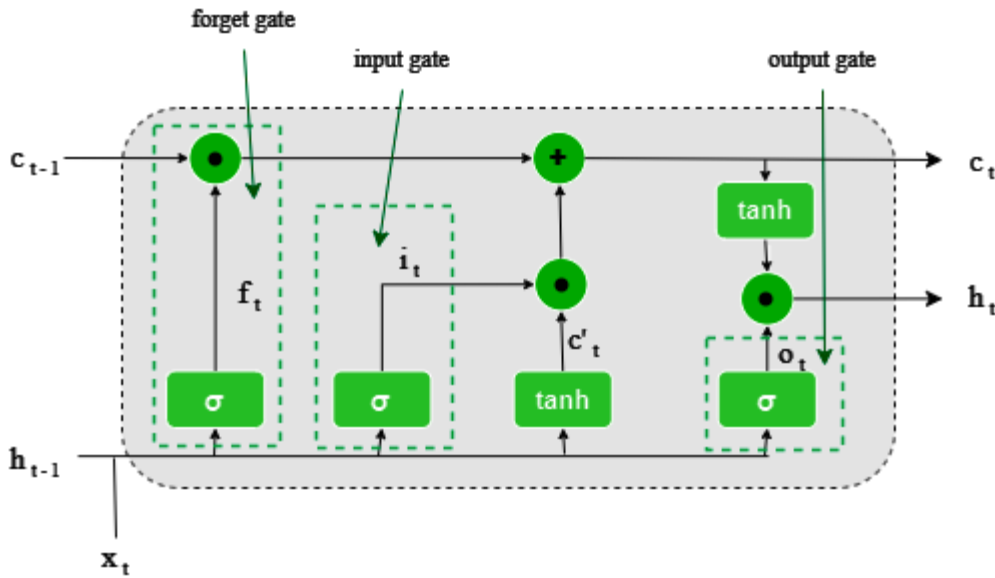 forget gate
input gate
output gate
c t-1
+
c t
tanh
i t
f t
h t
c' t
o t
σ
σ
tanh
σ
h t-1
x t